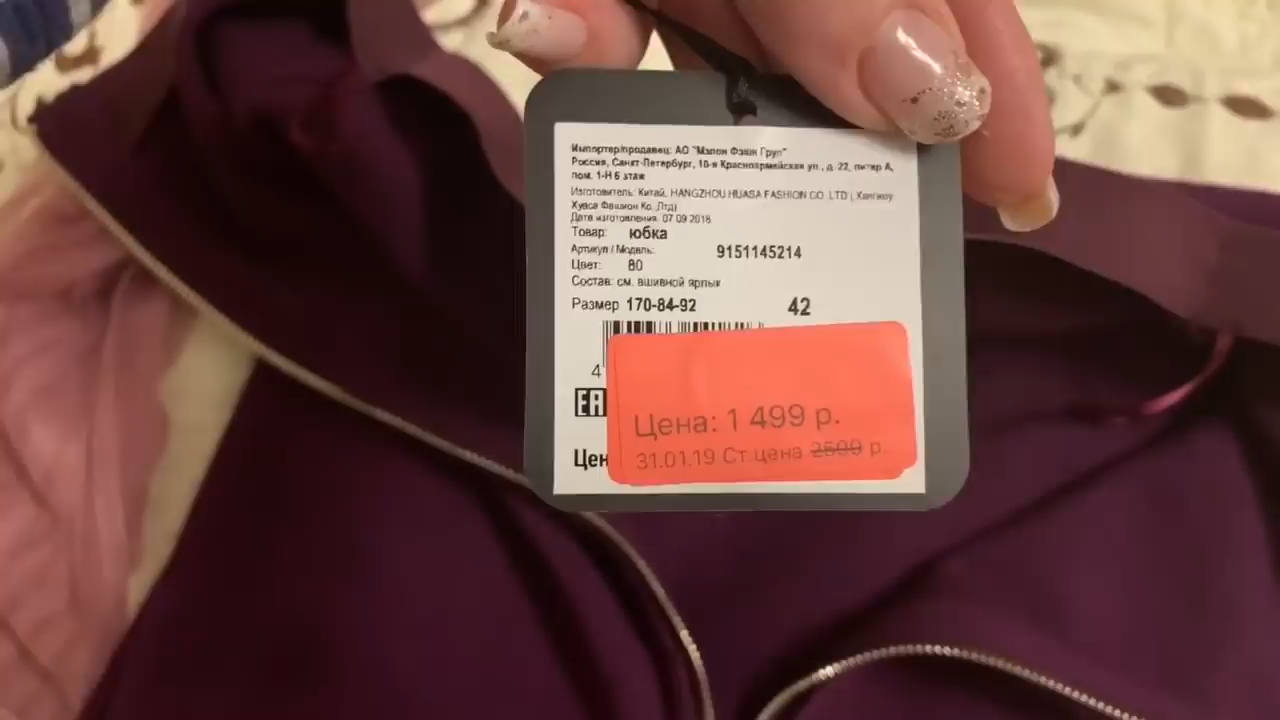 Импортер/продавец: АО "Мэлон Фэшн Груп"
Россия, Санкт-Петербург, 10-я Красноармейская ул., д. 22, литер А,
пом. 1-Н 6 этаж
Изготовитель: Китай, HANGZHOU HUASA FASHION CO. LTD ( Ханчжоу
Хуаса Фашион Ко. Лтд)
Дата изготовления: 07.09.2018
Товар: юбка
Артикул / Модель: 9151145214
Цвет: 80
Состав: см. вшивной ярлык
Размер 170-84-92 42
4
EAC
Цен
Цена: 1 499 р.
31.01.19 Ст.цена 2599 р.